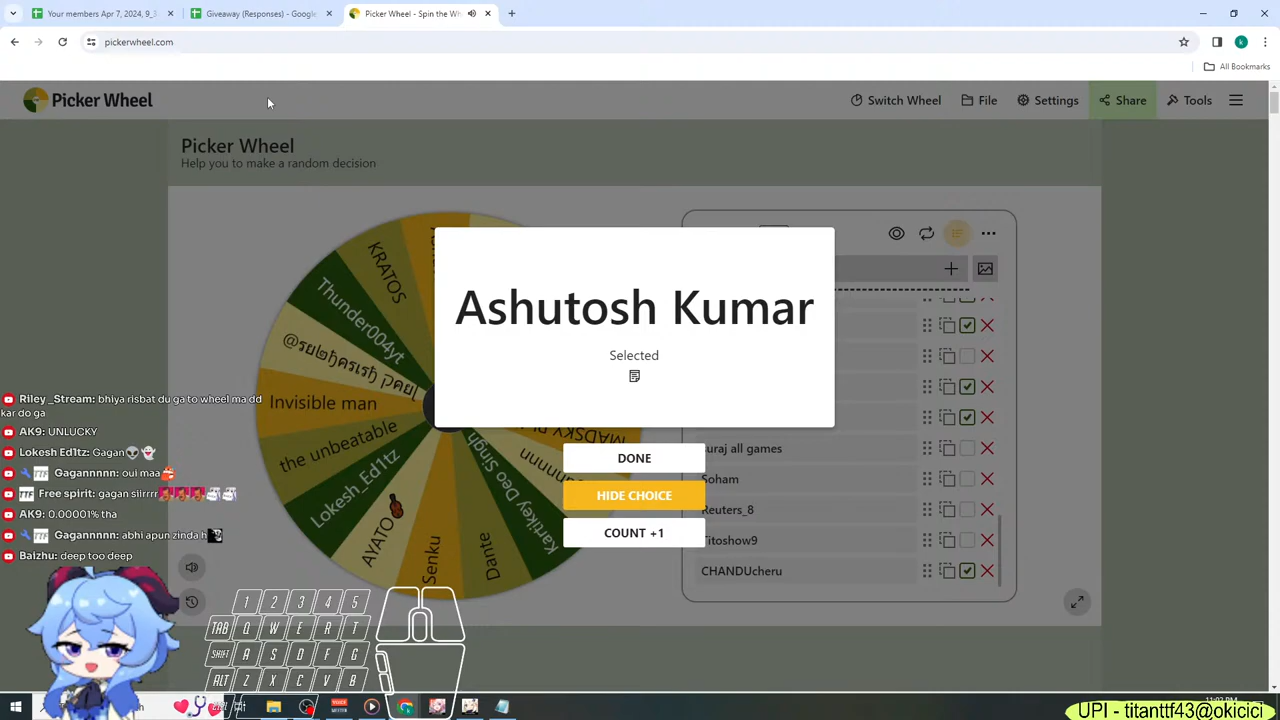 Your members Apr 7, 2024, 9_
Giveaway (Responses) - Google
Picker Wheel - Spin the Wh
pickerwheel.com
All Bookmarks
Picker Wheel
Switch Wheel
File
Settings
Share
Tools
Picker Wheel
Help you to make a random decision
KRATOS
Thunder004yt
Invisible man
the unbeatable
Lokesh_Ed1tz
AYATO
Senku
Dante
Kartikey Deo Singh
MADSKY
Ashutosh Kumar
Selected
DONE
HIDE CHOICE
COUNT +1
suraj all games
Soham
Reuters_8
Titoshow9
CHANDUcheru
Riley_Stream: bhiya risbat du ga to wheel ma dd
kar do ga
AK9: UNLUCKY
Lokesh Ed1tz: Gagan👽👻
Gagannnnn: oui maa
Free spirit: gagan siirrrr
AK9: 0.00001% tha
Gagannnnn: abhi apun zinda h
Baizhu: deep too deep
1 2 3 4 5
TAB Q W E R T
SHIFT A S D F G
ALT Z X C V B
UPI - titanttf43@okicici